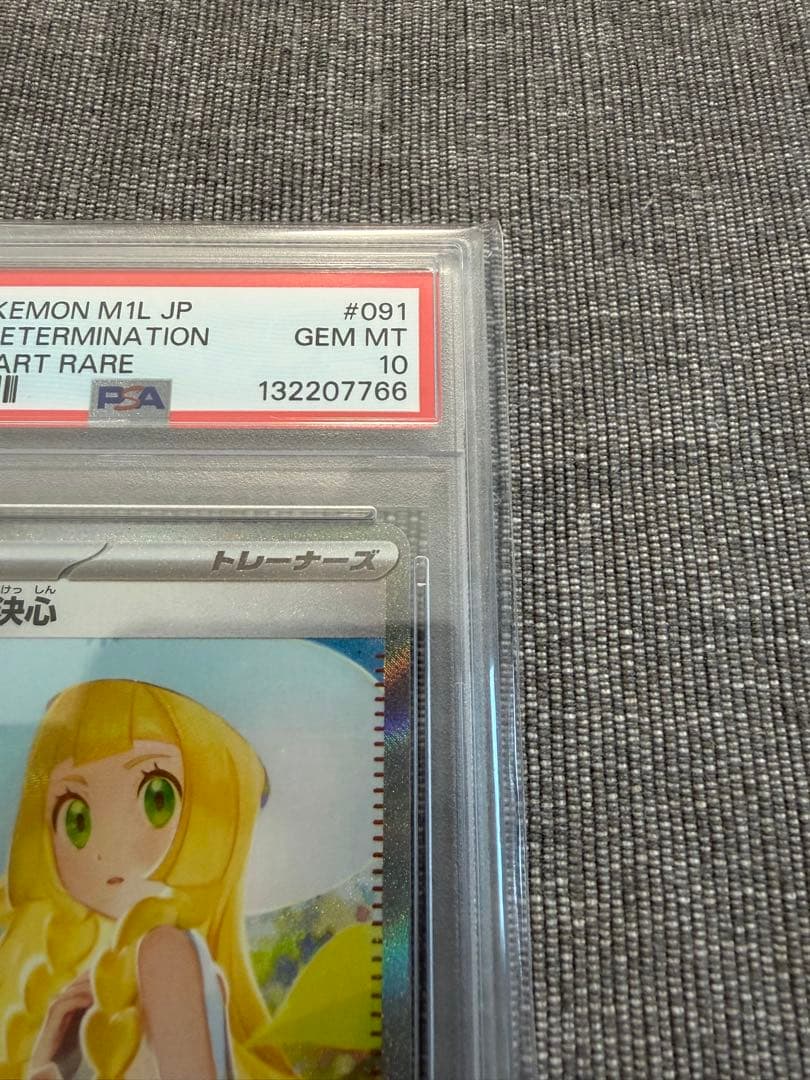 KEMON M1L JP #091
ETERMINATION GEM MT
ART RARE 10
PSA 132207766
トレーナーズ
けっ しん
決心